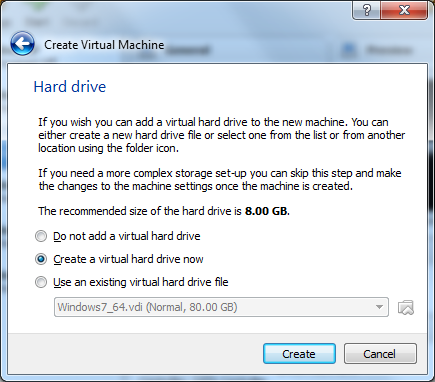 Create Virtual Machine
Hard drive
If you wish you can add a virtual hard drive to the new machine. You can
either create a new hard drive file or select one from the list or from another
location using the folder icon.
If you need a more complex storage set-up you can skip this step and make
the changes to the machine settings once the machine is created.
The recommended size of the hard drive is 8.00 GB.
Do not add a virtual hard drive
Create a virtual hard drive now
Use an existing virtual hard drive file
Windows7_64.vdi (Normal, 80.00 GB)
Create
Cancel